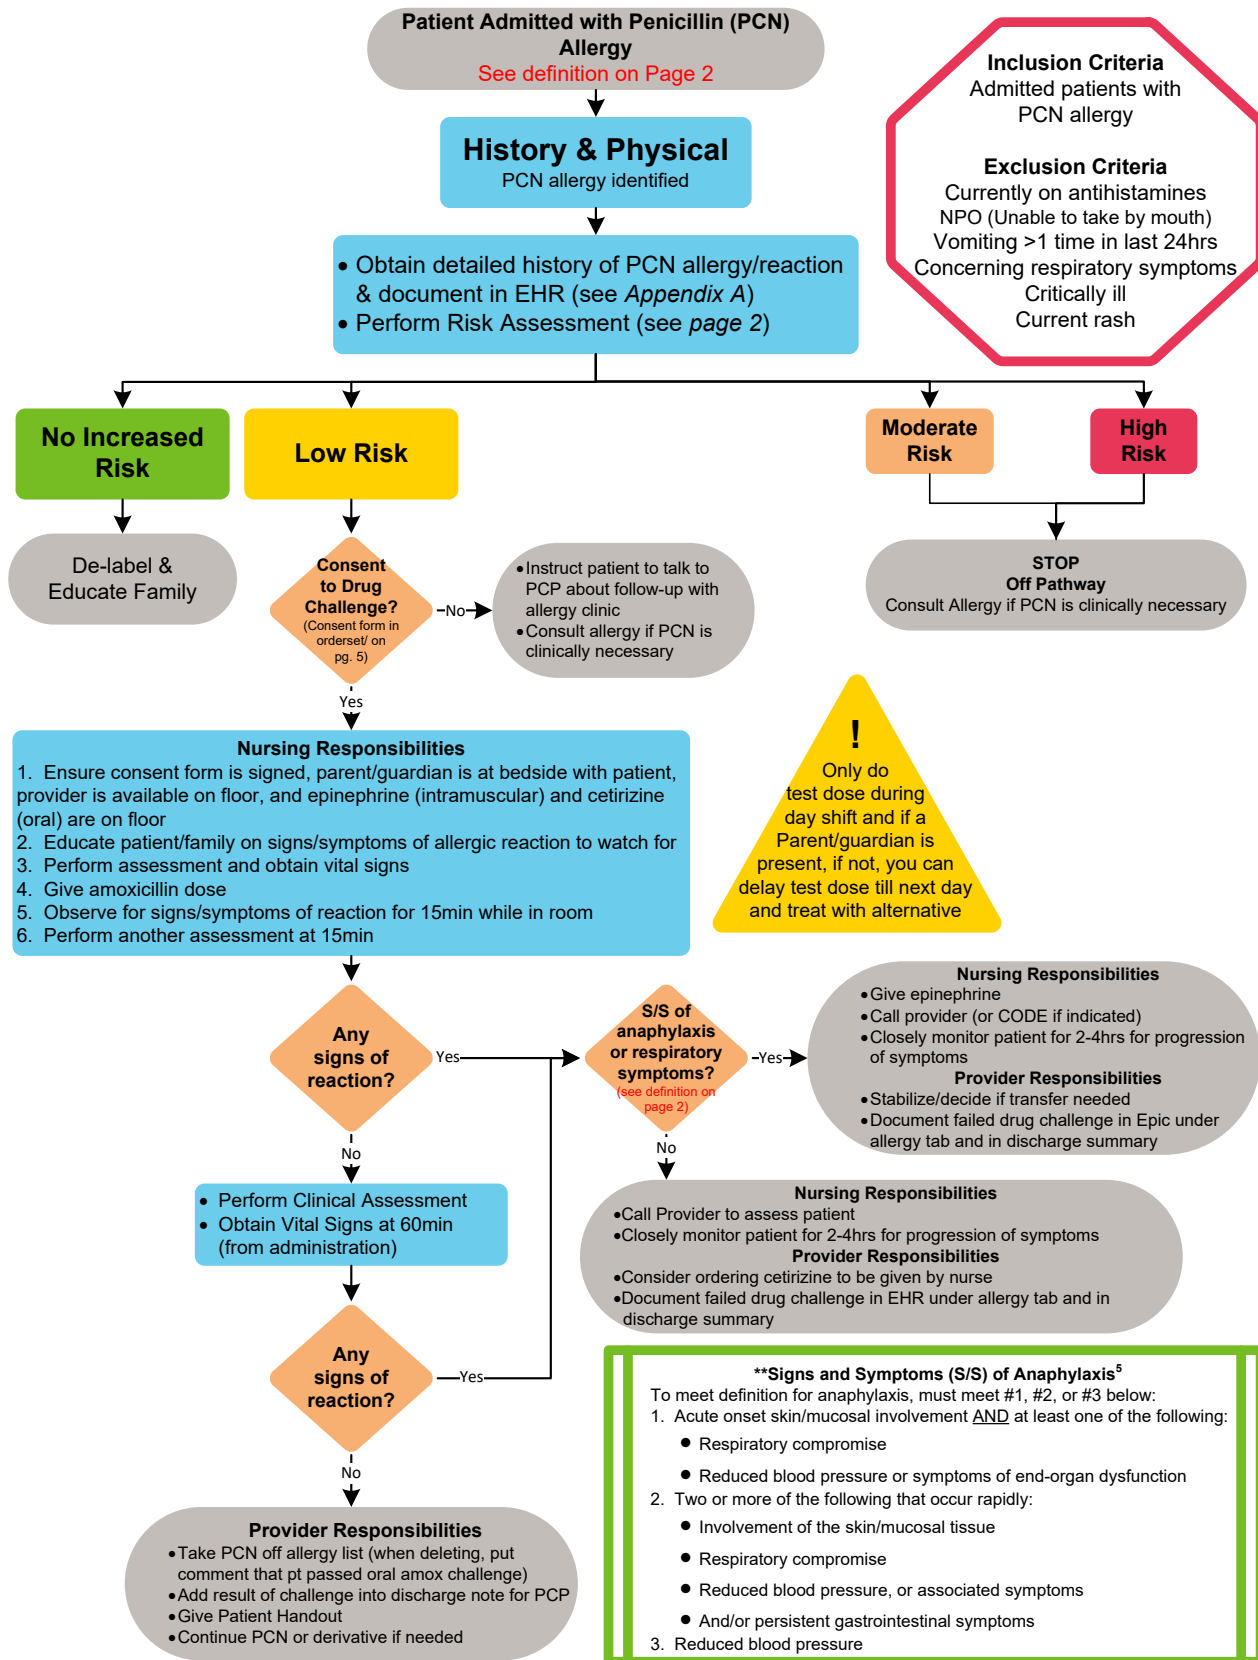 Patient Admitted with Penicillin (PCN)
Allergy
See definition on Page 2
Inclusion Criteria
Admitted patients with
PCN allergy
Exclusion Criteria
Currently on antihistamines
NPO (Unable to take by mouth)
Vomiting >1 time in last 24hrs
Concerning respiratory symptoms
Critically ill
Current rash
History & Physical
PCN allergy identified
• Obtain detailed history of PCN allergy/reaction
& document in EHR (see Appendix A)
• Perform Risk Assessment (see page 2)
No Increased
Risk
Low Risk
Moderate
Risk
High
Risk
De-label &
Educate Family
Consent
to Drug
Challenge?
(Consent form in
orderset/ on
pg. 5)
No
•Instruct patient to talk to
PCP about follow-up with
allergy clinic
•Consult allergy if PCN is
clinically necessary
STOP
Off Pathway
Consult Allergy if PCN is clinically necessary
Yes
Nursing Responsibilities
1. Ensure consent form is signed, parent/guardian is at bedside with patient,
provider is available on floor, and epinephrine (intramuscular) and cetirizine
(oral) are on floor
2. Educate patient/family on signs/symptoms of allergic reaction to watch for
3. Perform assessment and obtain vital signs
4. Give amoxicillin dose
5. Observe for signs/symptoms of reaction for 15min while in room
6. Perform another assessment at 15min
!
Only do
test dose during
day shift and if a
Parent/guardian is
present, if not, you can
delay test dose till next day
and treat with alternative
Any
signs of
reaction?
Yes
S/S of
anaphylaxis
or respiratory
symptoms?
(see definition on
page 2)
Yes
Nursing Responsibilities
•Give epinephrine
•Call provider (or CODE if indicated)
•Closely monitor patient for 2-4hrs for progression
of symptoms
Provider Responsibilities
•Stabilize/decide if transfer needed
•Document failed drug challenge in Epic under
allergy tab and in discharge summary
No
No
• Perform Clinical Assessment
• Obtain Vital Signs at 60min
(from administration)
Nursing Responsibilities
•Call Provider to assess patient
•Closely monitor patient for 2-4hrs for progression of symptoms
Provider Responsibilities
•Consider ordering cetirizine to be given by nurse
•Document failed drug challenge in EHR under allergy tab and in
discharge summary
Any
signs of
reaction?
Yes
No
Provider Responsibilities
•Take PCN off allergy list (when deleting, put
comment that pt passed oral amox challenge)
•Add result of challenge into discharge note for PCP
•Give Patient Handout
•Continue PCN or derivative if needed
**Signs and Symptoms (S/S) of Anaphylaxis5
To meet definition for anaphylaxis, must meet #1, #2, or #3 below:
1. Acute onset skin/mucosal involvement AND at least one of the following:
• Respiratory compromise
• Reduced blood pressure or symptoms of end-organ dysfunction
2. Two or more of the following that occur rapidly:
• Involvement of the skin/mucosal tissue
• Respiratory compromise
• Reduced blood pressure, or associated symptoms
• And/or persistent gastrointestinal symptoms
3. Reduced blood pressure